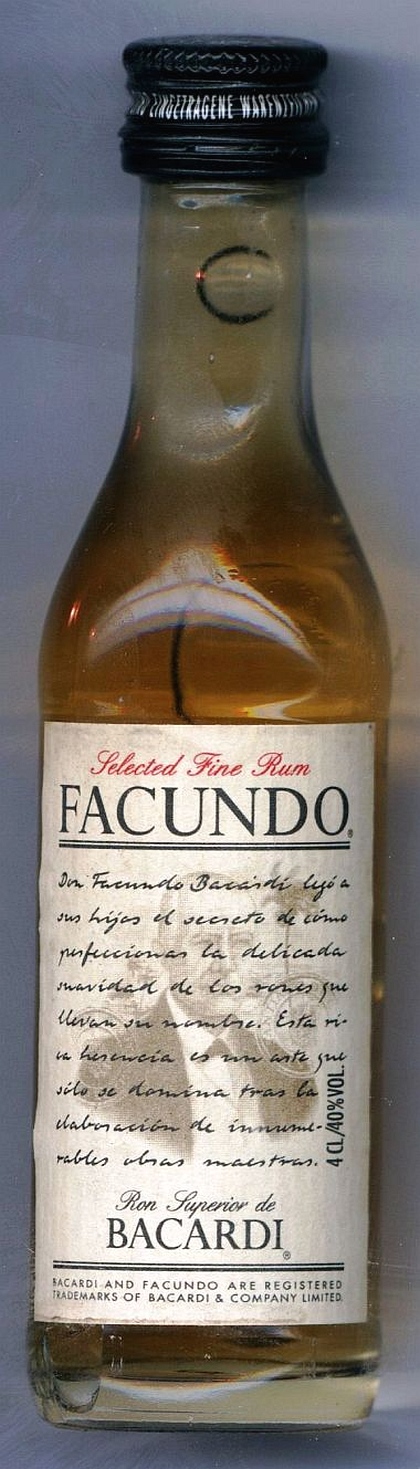 EINGETRAGENE WARENZEICHEN
Selected Fine Rum
FACUNDO®
Don Facundo Bacardi legó a
sus hijos el secreto de cómo
perfeccionar la delicada
suavidad de los rones que
llevan su nombre. Esta ri-
ca herencia es un arte que
sólo se domina tras la
elaboración de innume-
rables obras maestras.
4 CL/40%VOL.
Ron Superior de
BACARDI®
BACARDI AND FACUNDO ARE REGISTERED
TRADEMARKS OF BACARDI & COMPANY LIMITED.